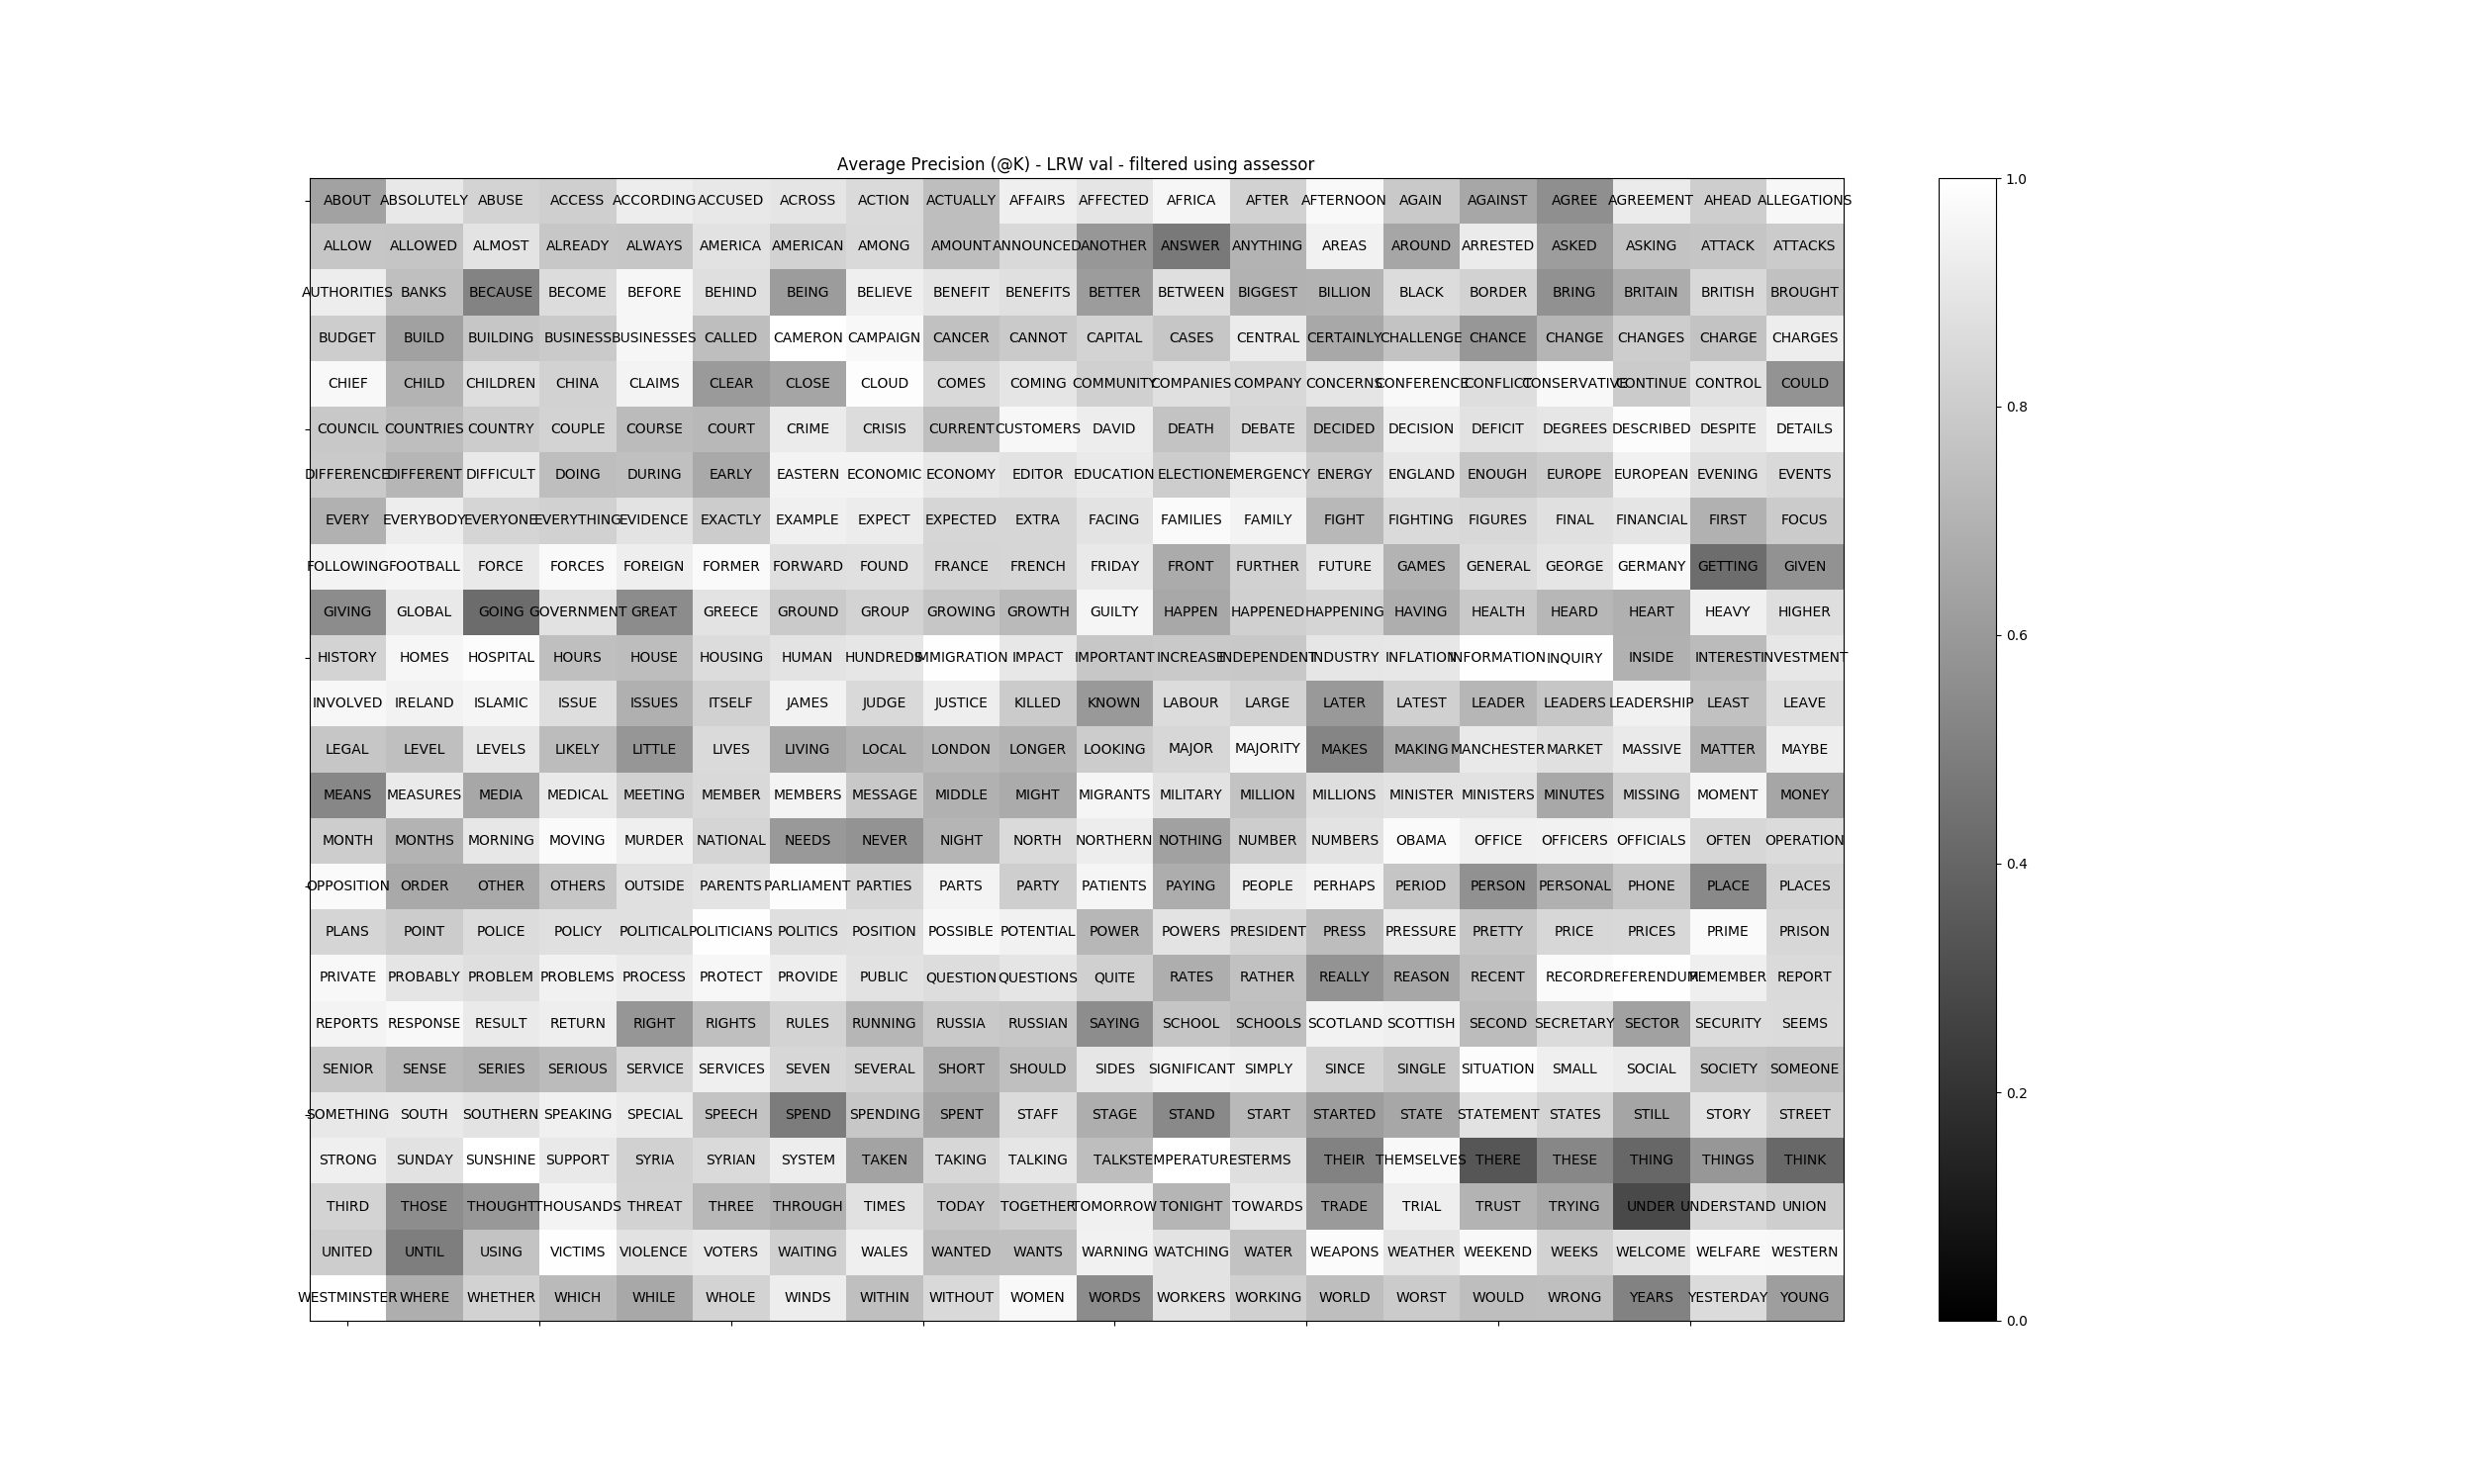 Average Precision (@K) - LRW val - filtered using assessor
ABOUT ABSOLUTELY ABUSE ACCESS ACCORDING ACCUSED ACROSS ACTION ACTUALLY AFFAIRS AFFECTED AFRICA AFTER AFTERNOON AGAIN AGAINST AGREE AGREEMENT AHEAD ALLEGATIONS 1.0
ALLOW ALLOWED ALMOST ALREADY ALWAYS AMERICA AMERICAN AMONG AMOUNT ANNOUNCED ANOTHER ANSWER ANYTHING AREAS AROUND ARRESTED ASKED ASKING ATTACK ATTACKS
AUTHORITIES BANKS BECAUSE BECOME BEFORE BEHIND BEING BELIEVE BENEFIT BENEFITS BETTER BETWEEN BIGGEST BILLION BLACK BORDER BRING BRITAIN BRITISH BROUGHT
BUDGET BUILD BUILDING BUSINESS BUSINESSES CALLED CAMERON CAMPAIGN CANCER CANNOT CAPITAL CASES CENTRAL CERTAINLY CHALLENGE CHANCE CHANGE CHANGES CHARGE CHARGES
CHIEF CHILD CHILDREN CHINA CLAIMS CLEAR CLOSE CLOUD COMES COMING COMMUNITY COMPANIES COMPANY CONCERNS CONFERENCE CONFLICT CONSERVATIVE CONTINUE CONTROL COULD 0.8
COUNCIL COUNTRIES COUNTRY COUPLE COURSE COURT CRIME CRISIS CURRENT CUSTOMERS DAVID DEATH DEBATE DECIDED DECISION DEFICIT DEGREES DESCRIBED DESPITE DETAILS
DIFFERENCE DIFFERENT DIFFICULT DOING DURING EARLY EASTERN ECONOMIC ECONOMY EDITOR EDUCATION ELECTION EMERGENCY ENERGY ENGLAND ENOUGH EUROPE EUROPEAN EVENING EVENTS
EVERY EVERYBODY EVERYONE EVERYTHING EVIDENCE EXACTLY EXAMPLE EXPECT EXPECTED EXTRA FACING FAMILIES FAMILY FIGHT FIGHTING FIGURES FINAL FINANCIAL FIRST FOCUS
FOLLOWING FOOTBALL FORCE FORCES FOREIGN FORMER FORWARD FOUND FRANCE FRENCH FRIDAY FRONT FURTHER FUTURE GAMES GENERAL GEORGE GERMANY GETTING GIVEN
GIVING GLOBAL GOING GOVERNMENT GREAT GREECE GROUND GROUP GROWING GROWTH GUILTY HAPPEN HAPPENED HAPPENING HAVING HEALTH HEARD HEART HEAVY HIGHER 0.6
HISTORY HOMES HOSPITAL HOURS HOUSE HOUSING HUMAN HUNDREDS IMMIGRATION IMPACT IMPORTANT INCREASE INDEPENDENT INDUSTRY INFLATION INFORMATION INQUIRY INSIDE INTEREST INVESTMENT
INVOLVED IRELAND ISLAMIC ISSUE ISSUES ITSELF JAMES JUDGE JUSTICE KILLED KNOWN LABOUR LARGE LATER LATEST LEADER LEADERS LEADERSHIP LEAST LEAVE
LEGAL LEVEL LEVELS LIKELY LITTLE LIVES LIVING LOCAL LONDON LONGER LOOKING MAJOR MAJORITY MAKES MAKING MANCHESTER MARKET MASSIVE MATTER MAYBE
MEANS MEASURES MEDIA MEDICAL MEETING MEMBER MEMBERS MESSAGE MIDDLE MIGHT MIGRANTS MILITARY MILLION MILLIONS MINISTER MINISTERS MINUTES MISSING MOMENT MONEY
MONTH MONTHS MORNING MOVING MURDER NATIONAL NEEDS NEVER NIGHT NORTH NORTHERN NOTHING NUMBER NUMBERS OBAMA OFFICE OFFICERS OFFICIALS OFTEN OPERATION 0.4
OPPOSITION ORDER OTHER OTHERS OUTSIDE PARENTS PARLIAMENT PARTIES PARTS PARTY PATIENTS PAYING PEOPLE PERHAPS PERIOD PERSON PERSONAL PHONE PLACE PLACES
PLANS POINT POLICE POLICY POLITICAL POLITICIANS POLITICS POSITION POSSIBLE POTENTIAL POWER POWERS PRESIDENT PRESS PRESSURE PRETTY PRICE PRICES PRIME PRISON
PRIVATE PROBABLY PROBLEM PROBLEMS PROCESS PROTECT PROVIDE PUBLIC QUESTION QUESTIONS QUITE RATES RATHER REALLY REASON RECENT RECORD REFERENDUM REMEMBER REPORT
REPORTS RESPONSE RESULT RETURN RIGHT RIGHTS RULES RUNNING RUSSIA RUSSIAN SAYING SCHOOL SCHOOLS SCOTLAND SCOTTISH SECOND SECRETARY SECTOR SECURITY SEEMS
SENIOR SENSE SERIES SERIOUS SERVICE SERVICES SEVEN SEVERAL SHORT SHOULD SIDES SIGNIFICANT SIMPLY SINCE SINGLE SITUATION SMALL SOCIAL SOCIETY SOMEONE 0.2
SOMETHING SOUTH SOUTHERN SPEAKING SPECIAL SPEECH SPEND SPENDING SPENT STAFF STAGE STAND START STARTED STATE STATEMENT STATES STILL STORY STREET
STRONG SUNDAY SUNSHINE SUPPORT SYRIA SYRIAN SYSTEM TAKEN TAKING TALKING TALKS TEMPERATURES TERMS THEIR THEMSELVES THERE THESE THING THINGS THINK
THIRD THOSE THOUGHT THOUSANDS THREAT THREE THROUGH TIMES TODAY TOGETHER TOMORROW TONIGHT TOWARDS TRADE TRIAL TRUST TRYING UNDER UNDERSTAND UNION
UNITED UNTIL USING VICTIMS VIOLENCE VOTERS WAITING WALES WANTED WANTS WARNING WATCHING WATER WEAPONS WEATHER WEEKEND WEEKS WELCOME WELFARE WESTERN
WESTMINSTER WHERE WHETHER WHICH WHILE WHOLE WINDS WITHIN WITHOUT WOMEN WORDS WORKERS WORKING WORLD WORST WOULD WRONG YEARS YESTERDAY YOUNG 0.0